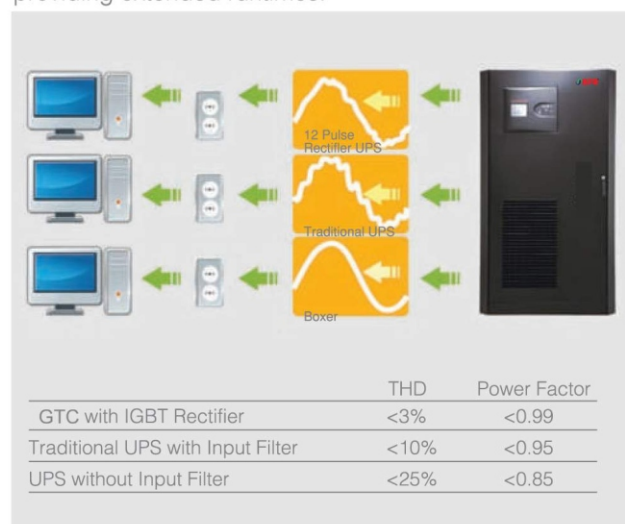 12 Pulse
Rectifier UPS
Traditional UPS
Boxer
THD Power Factor
GTC with IGBT Rectifier <3% <0.99
Traditional UPS with Input Filter <10% <0.95
UPS without Input Filter <25% <0.85